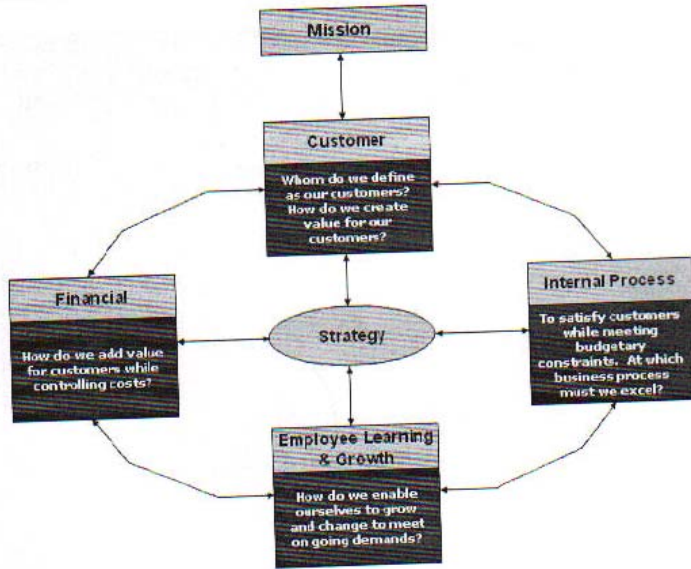 Mission
Customer
Whom do we define
as our customers?
How do we create
value for our
customers?
Financial
How do we add value
for customers while
controlling costs?
Strategy
Internal Process
To satisfy customers
while meeting
budgetary
constraints. At which
business process
must we excel?
Employee Learning
& Growth
How do we enable
ourselves to grow
and change to meet
on going demands?